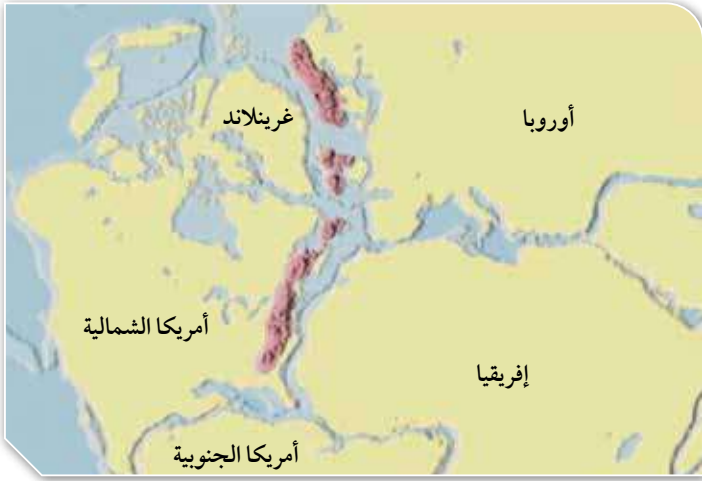 غرينلاند
أوروبا
أمريكا الشمالية
إفريقيا
أمريكا الجنوبية